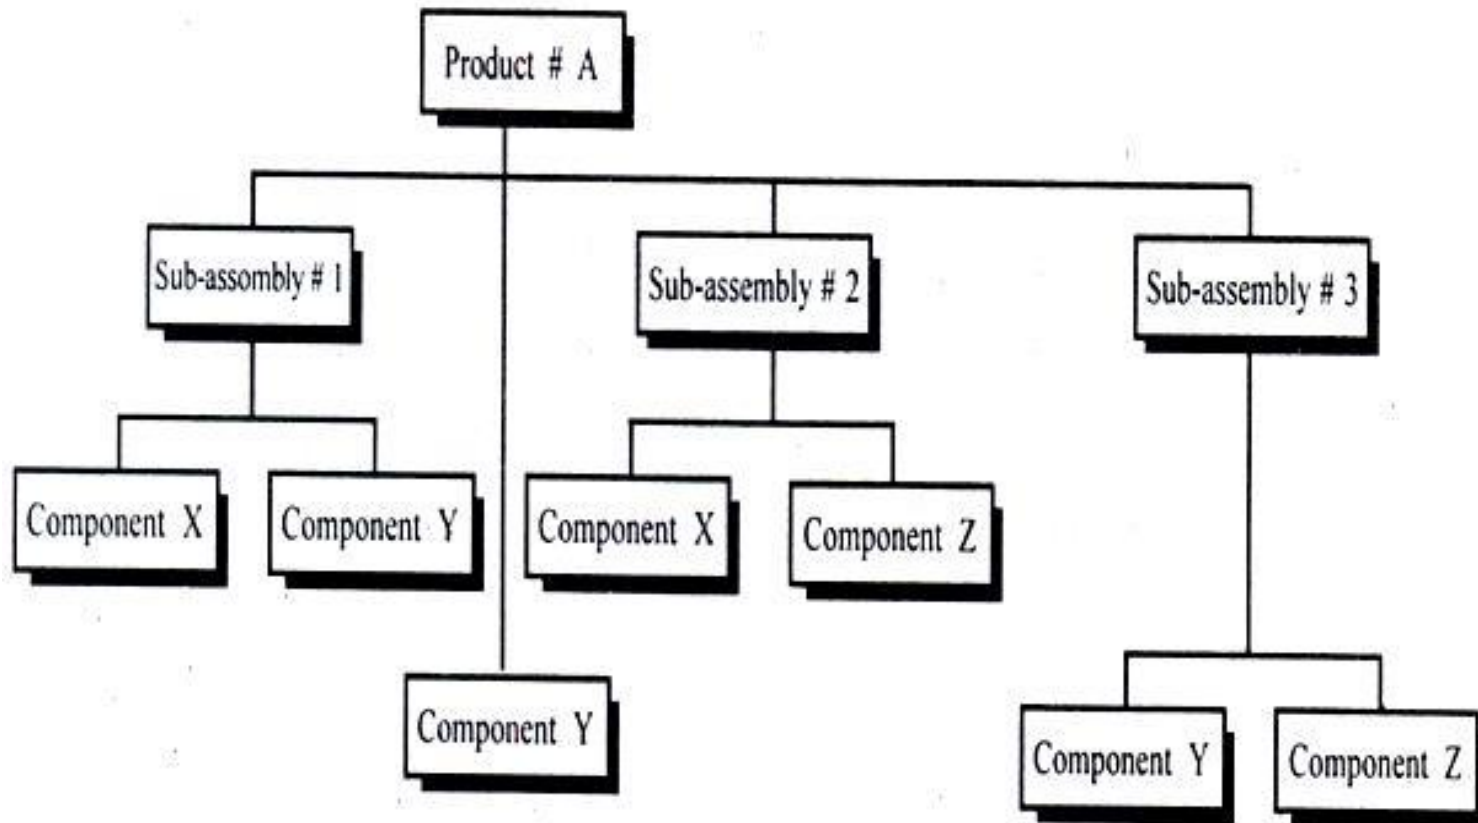 Product # A
Sub-assombly # 1
Sub-assembly # 2
Sub-assembly # 3
Component X
Component Y
Component X
Component Z
Component Y
Component Y
Component Z